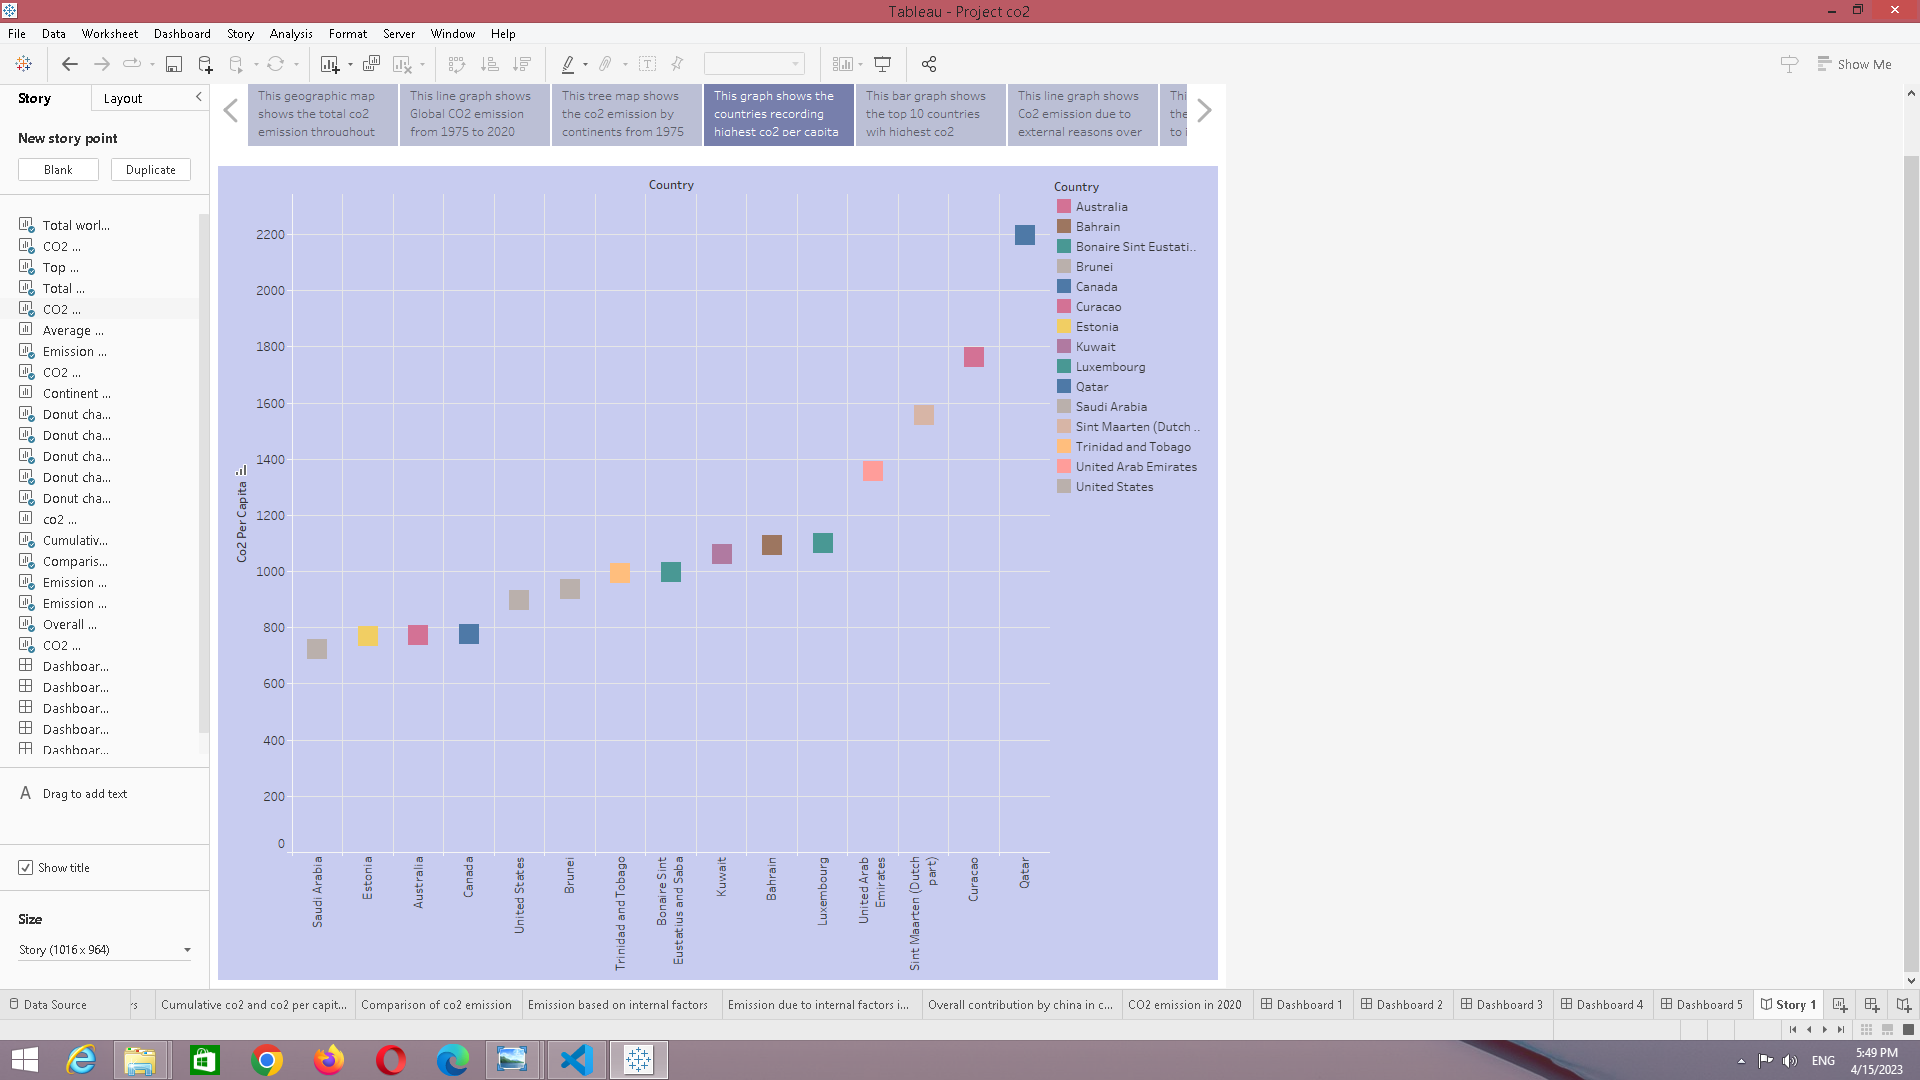 Tableau - Project co2
File Data Worksheet Dashboard Story Analysis Format Server Window Help
Show Me
Story Layout
New story point
Blank Duplicate
Total worl...
CO2 ...
Top ...
Total ...
CO2 ...
Average ...
Emission ...
CO2 ...
Continent ...
Donut cha...
Donut cha...
Donut cha...
Donut cha...
Donut cha...
co2 ...
Cumulativ...
Comparis...
Emission ...
Emission ...
Overall ...
CO2 ...
Dashboar...
Dashboar...
Dashboar...
Dashboar...
Dashboar...
A Drag to add text
Show title
Size
Story (1016 x 964)
This geographic map
shows the total co2
emission throughout
This line graph shows
Global CO2 emission
from 1975 to 2020
This tree map shows
the co2 emission by
continents from 1975
This graph shows the
countries recording
highest co2 per capita
This bar graph shows
the top 10 countries
wih highest co2
This line graph shows
Co2 emission due to
external reasons over
Thi
the
to i
Country
Co2 Per Capita
2200
2000
1800
1600
1400
1200
1000
800
600
400
200
0
Saudi Arabia
Estonia
Australia
Canada
United States
Brunei
Trinidad and Tobago
Bonaire Sint
Eustatius and Saba
Kuwait
Bahrain
Luxembourg
United Arab
Emirates
Sint Maarten (Dutch
part)
Curacao
Qatar
Country
Australia
Bahrain
Bonaire Sint Eustati..
Brunei
Canada
Curacao
Estonia
Kuwait
Luxembourg
Qatar
Saudi Arabia
Sint Maarten (Dutch ..
Trinidad and Tobago
United Arab Emirates
United States
Data Source rs Cumulative co2 and co2 per capit... Comparison of co2 emission Emission based on internal factors Emission due to internal factors i... Overall contribution by china in c... CO2 emission in 2020 Dashboard 1 Dashboard 2 Dashboard 3 Dashboard 4 Dashboard 5 Story 1
ENG
5:49 PM
4/15/2023